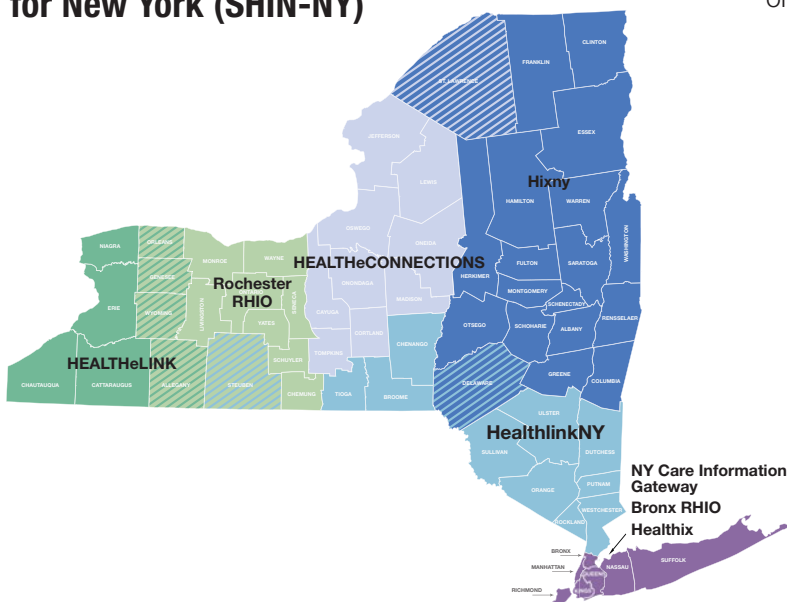 for New York (SHIN-NY)
CLINTON
FRANKLIN
ST. LAWRENCE
ESSEX
JEFFERSON
LEWIS
Hixny
HAMILTON
WARREN
WASHINGTON
OSWEGO
ONEIDA
NIAGRA
ORLEANS
MONROE
WAYNE
HEALTHeCONNECTIONS
HERKIMER
FULTON
SARATOGA
GENESEE
Rochester
RHIO
SENECA
ONONDAGA
MADISON
MONTGOMERY
SCHENECTADY
ERIE
WYOMING
LIVINGSTON
YATES
CAYUGA
CORTLAND
CHENANGO
OTSEGO
SCHOHARIE
ALBANY
RENSSELAER
HEALTHeLINK
SCHUYLER
TOMPKINS
CHAUTAUQUA
CATTARAUGUS
ALLEGANY
STEUBEN
CHEMUNG
TIOGA
BROOME
DELAWARE
GREENE
COLUMBIA
ULSTER
HealthlinkNY
SULLIVAN
DUTCHESS
ORANGE
PUTNAM
WESTCHESTER
ROCKLAND
NY Care Information
Gateway
Bronx RHIO
Healthix
BRONX
MANHATTAN
QUEENS
NASSAU
SUFFOLK
RICHMOND
KINGS